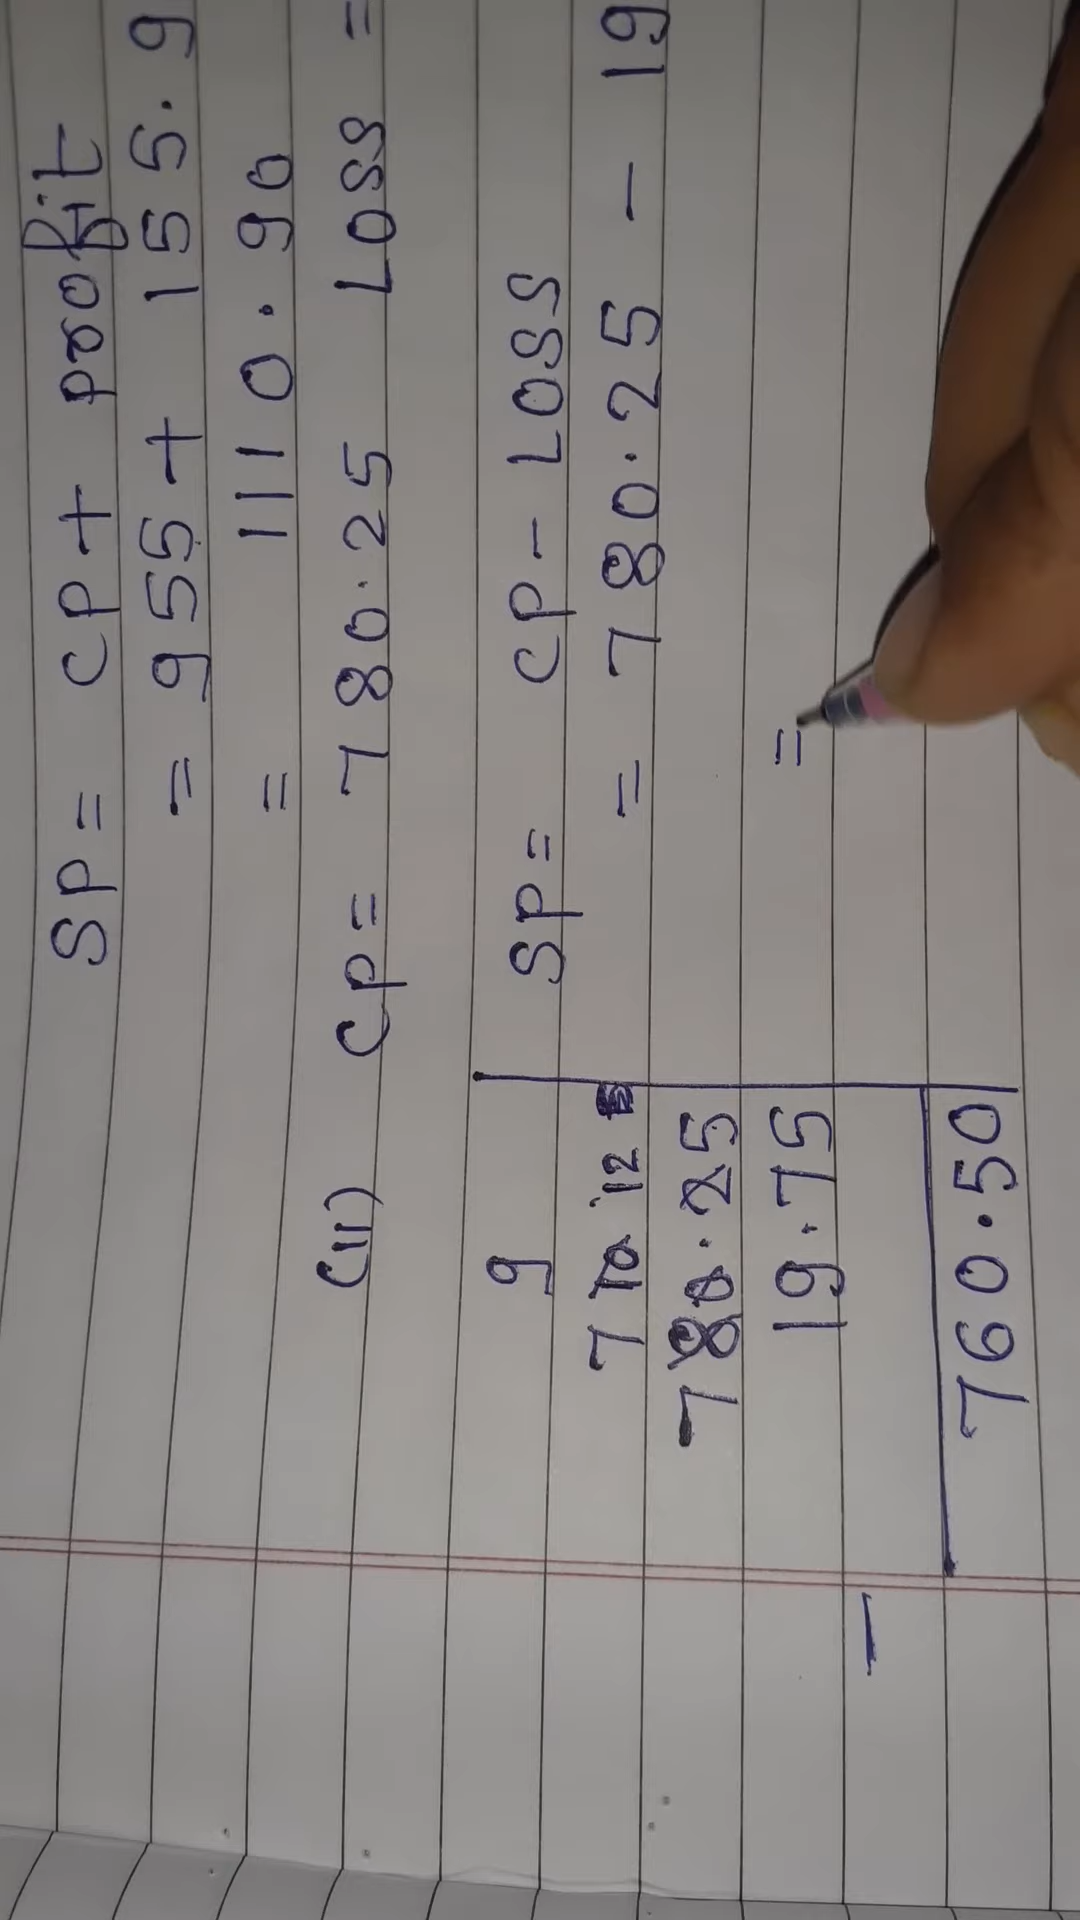 SP = CP + profit
= 955 + 155.9
= 1110.90
(11) CP = 780.25 LOSS =
SP = CP - LOSS
= 780.25 - 19
=
9
7 10 12
780.25
19.75
-
760.50